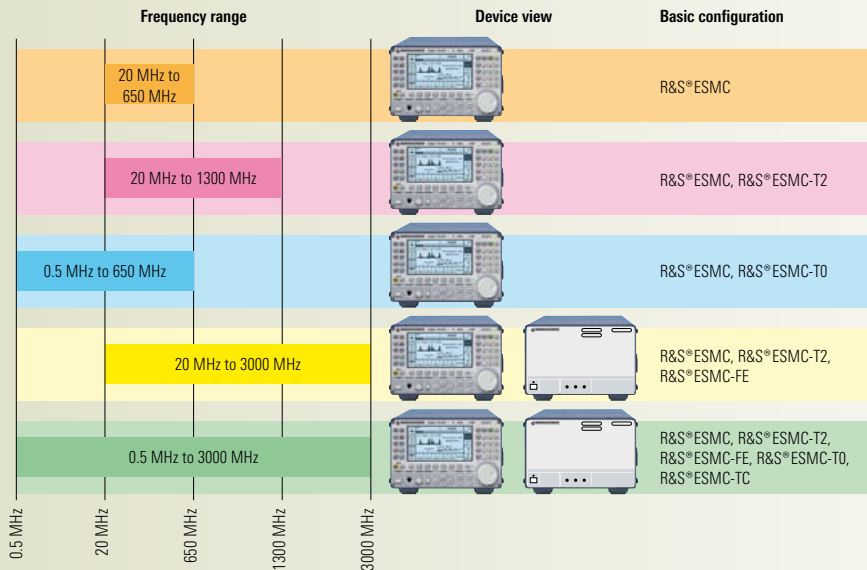 Frequency range
Device view
Basic configuration
20 MHz to
650 MHz
R&S®ESMC
20 MHz to 1300 MHz
R&S®ESMC, R&S®ESMC-T2
0.5 MHz to 650 MHz
R&S®ESMC, R&S®ESMC-T0
20 MHz to 3000 MHz
R&S®ESMC, R&S®ESMC-T2,
R&S®ESMC-FE
0.5 MHz to 3000 MHz
R&S®ESMC, R&S®ESMC-T2,
R&S®ESMC-FE, R&S®ESMC-T0,
R&S®ESMC-TC
0.5 MHz
20 MHz
650 MHz
1300 MHz
3000 MHz